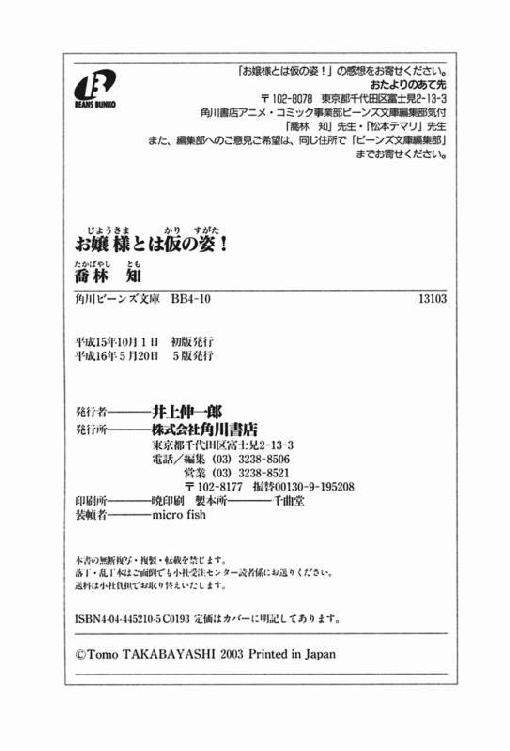 BEANS BUNKO
「お嬢様とは仮の姿！」の感想をお寄せください。
おたよりのあて先
〒102-8078　東京都千代田区富士見2-13-3
角川書店アニメ・コミック事業部ビーンズ文庫編集部気付
「喬林　知」先生・「松本テマリ」先生
また、編集部へのご意見ご希望は、同じ住所で「ビーンズ文庫編集部」
までお寄せください。
じょうさま　かり　すがた
お嬢様とは仮の姿！
たかばやし　とも
喬林　知
角川ビーンズ文庫　BB4-10　13103
平成15年10月1日　初版発行
平成16年5月20日　5版発行
発行者―――井上伸一郎
発行所―――株式会社角川書店
東京都千代田区富士見2-13-3
電話／編集（03）3238-8506
営業（03）3238-8521
〒102-8177　振替00130-9-195208
印刷所―――暁印刷　製本所―――千曲堂
装幀者―――micro fish
本書の無断複写・複製・転載を禁じます。
落丁・乱丁本はご面倒でも小社受注センター読者係にお送りください。
送料は小社負担でお取り替えいたします。
ISBN4-04-445210-5 C0193 定価はカバーに明記してあります。
©Tomo TAKABAYASHI 2003 Printed in Japan